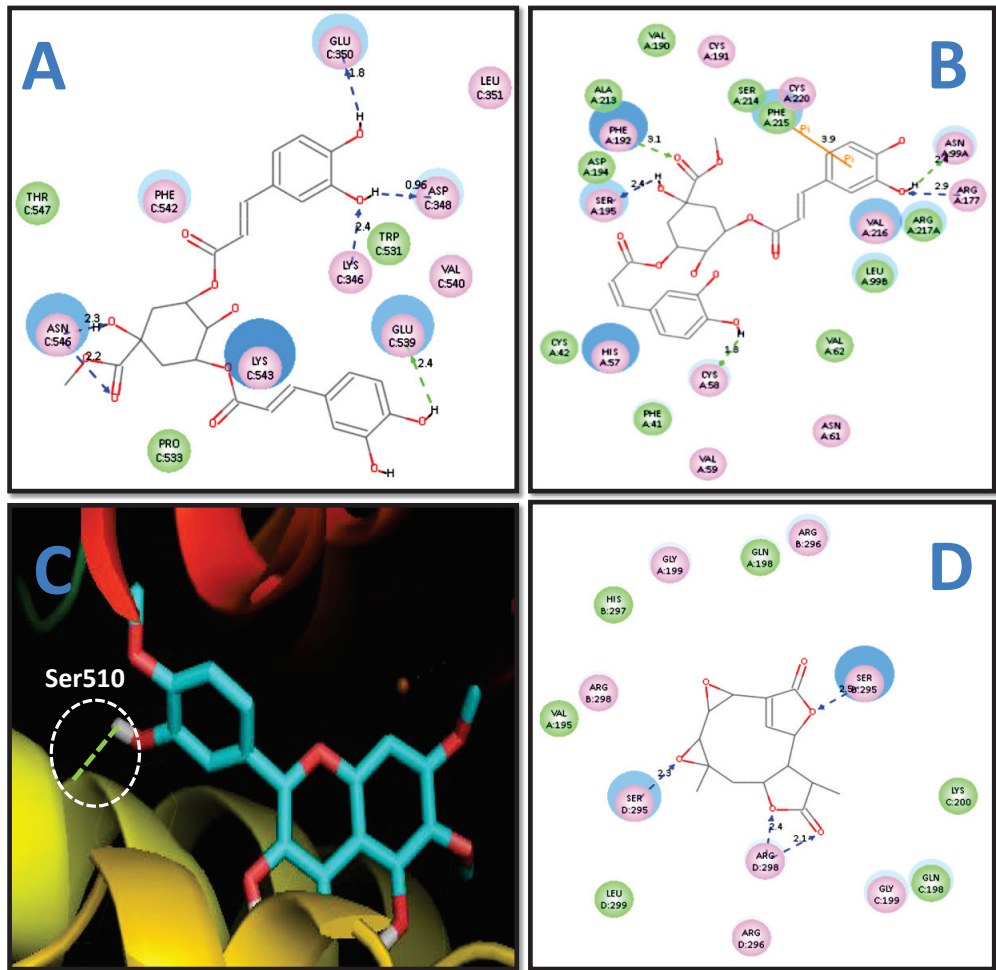 A
GLU
C:350
1.8
H
O
LEU
C:351
THR
C:547
PHE
C:542
O
H
0.96
ASP
C:348
2.4
TRP
C:531
LYS
C:346
VAL
C:540
O
O
ASN
C:546
2.3
H
O
O
2.2
O
O
O
LYS
C:543
GLU
C:539
2.4
H
O
O
O
H
PRO
C:533
B
VAL
A:190
CYS
A:191
ALA
A:213
SER
A:214
CYS
A:220
PHE
A:215
PHE
A:192
3.1
O
O
Pi
3.9
Pi
O
ASN
A:99A
2.4
ASP
A:194
2.4
H
O
O
H
2.9
ARG
A:177
SER
A:195
O
O
VAL
A:216
ARG
A:217A
O
O
O
O
LEU
A:99B
O
H
1.8
CYS
A:42
HIS
A:57
CYS
A:58
VAL
A:62
PHE
A:41
ASN
A:61
VAL
A:59
C
Ser510
D
ARG
B:296
GLY
A:199
GLN
A:198
HIS
B:297
ARG
B:298
O
O
SER
B:295
2.5
O
VAL
A:195
O
2.3
SER
D:295
LYS
C:200
O
2.4
2.1
O
ARG
D:298
LEU
D:299
GLY
C:199
GLN
C:198
ARG
D:296